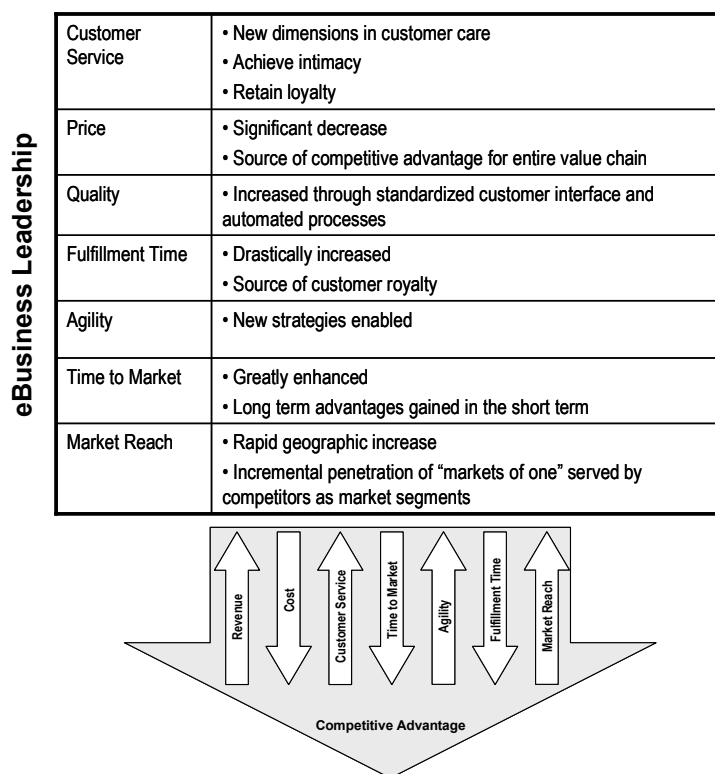 eBusiness Leadership
Customer
Service
• New dimensions in customer care
• Achieve intimacy
• Retain loyalty
Price
• Significant decrease
• Source of competitive advantage for entire value chain
Quality
• Increased through standardized customer interface and
automated processes
Fulfillment Time
• Drastically increased
• Source of customer royalty
Agility
• New strategies enabled
Time to Market
• Greatly enhanced
• Long term advantages gained in the short term
Market Reach
• Rapid geographic increase
• Incremental penetration of “markets of one” served by
competitors as market segments
Revenue
Cost
Customer Service
Time to Market
Agility
Fulfillment Time
Market Reach
Competitive Advantage